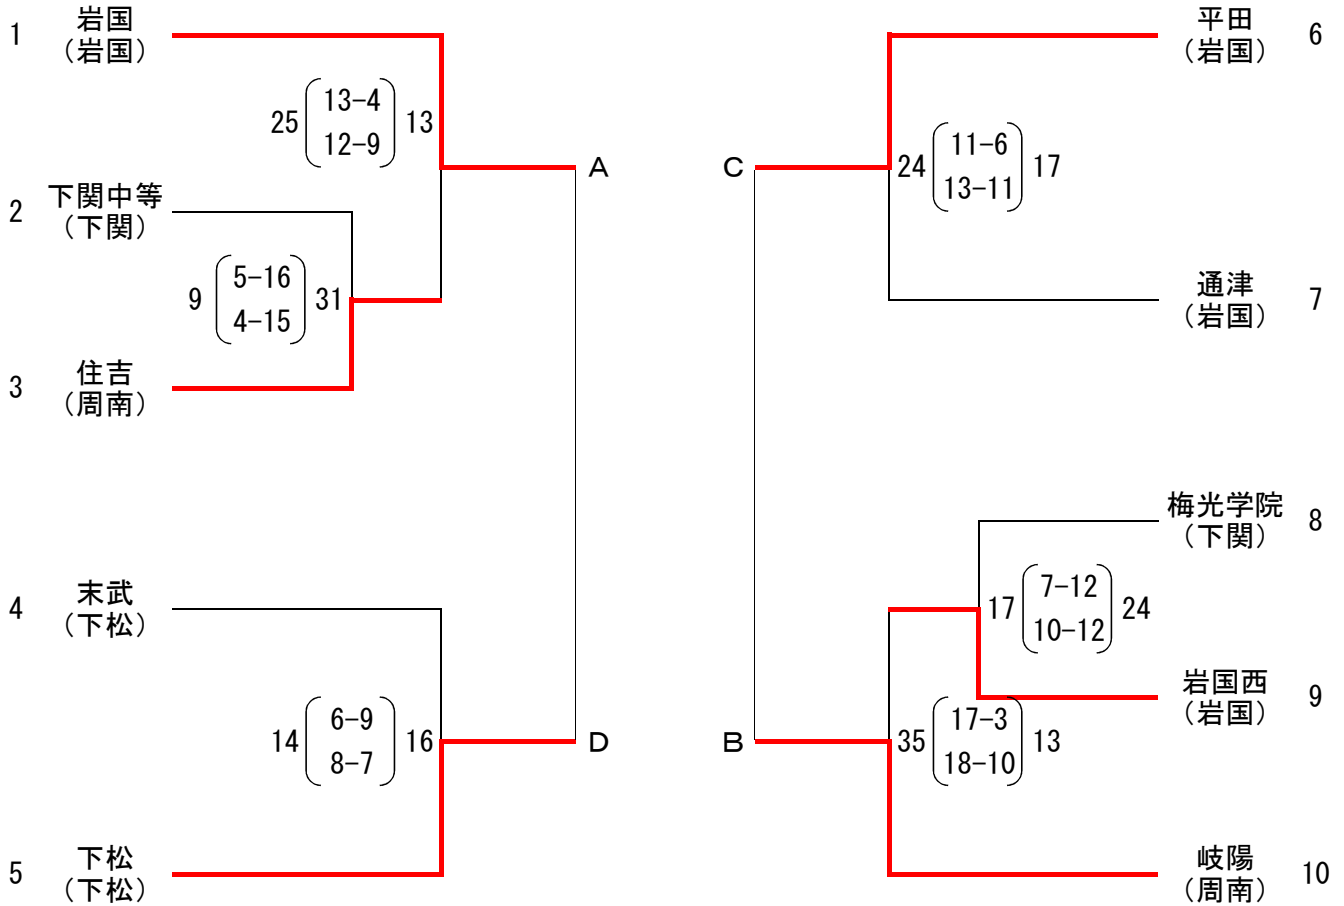 1
岩国
(岩国)
25
13-4
12-9
13
A
2
下関中等
(下関)
9
5-16
4-15
31
3
住吉
(周南)
4
末武
(下松)
14
6-9
8-7
16
D
5
下松
(下松)
平田
(岩国)
6
C
24
11-6
13-11
17
通津
(岩国)
7
梅光学院
(下関)
8
17
7-12
10-12
24
岩国西
(岩国)
9
B
35
17-3
18-10
13
岐陽
(周南)
10